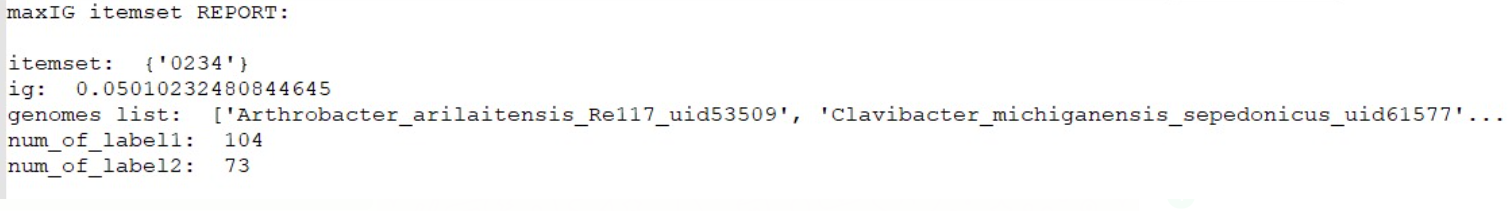 maxIG itemset REPORT:
itemset:  {'0234'}
ig:  0.05010232480844645
genomes list:  ['Arthrobacter_arilaitensis_Re117_uid53509', 'Clavibacter_michiganensis_sepedonicus_uid61577'...
num_of_label1:  104
num_of_label2:  73